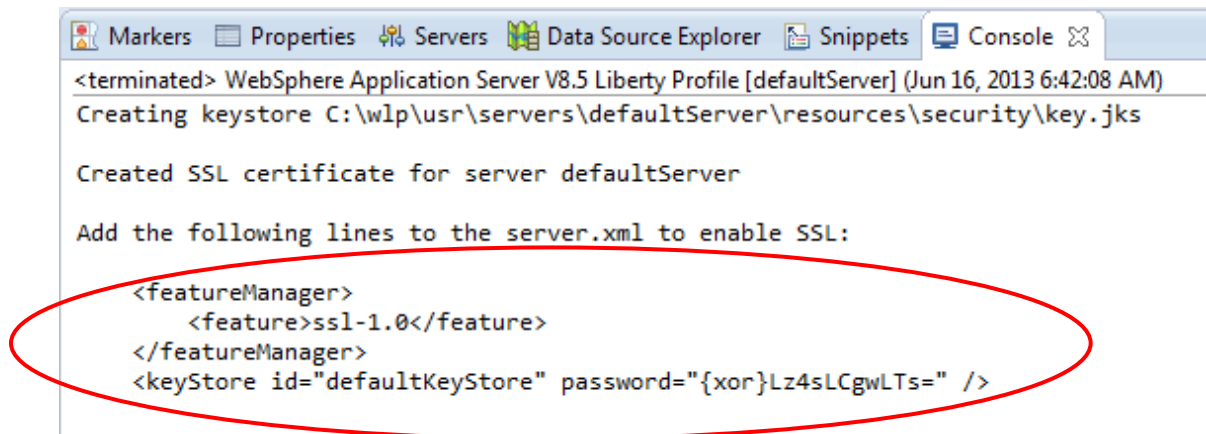 Markers Properties Servers Data Source Explorer Snippets Console
<terminated> WebSphere Application Server V8.5 Liberty Profile [defaultServer] (Jun 16, 2013 6:42:08 AM)
Creating keystore C:\wlp\usr\servers\defaultServer\resources\security\key.jks
Created SSL certificate for server defaultServer
Add the following lines to the server.xml to enable SSL:
<featureManager>
<feature>ssl-1.0</feature>
</featureManager>
<keyStore id="defaultKeyStore" password="{xor}Lz4sLCgwLTs=" />